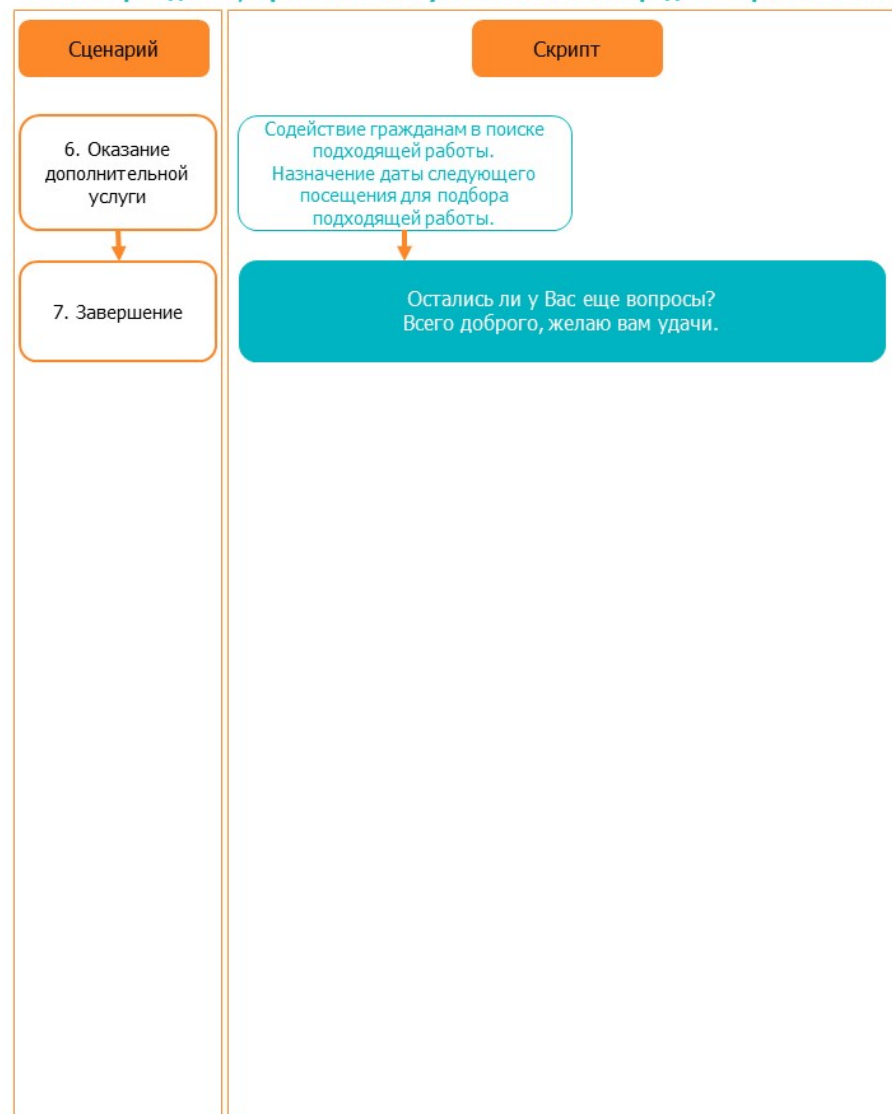 Сценарий
Скрипт
6. Оказание
дополнительной
услуги
Содействие гражданам в поиске
подходящей работы.
Назначение даты следующего
посещения для подбора
подходящей работы.
7. Завершение
Остались ли у Вас еще вопросы?
Всего доброго, желаю вам удачи.